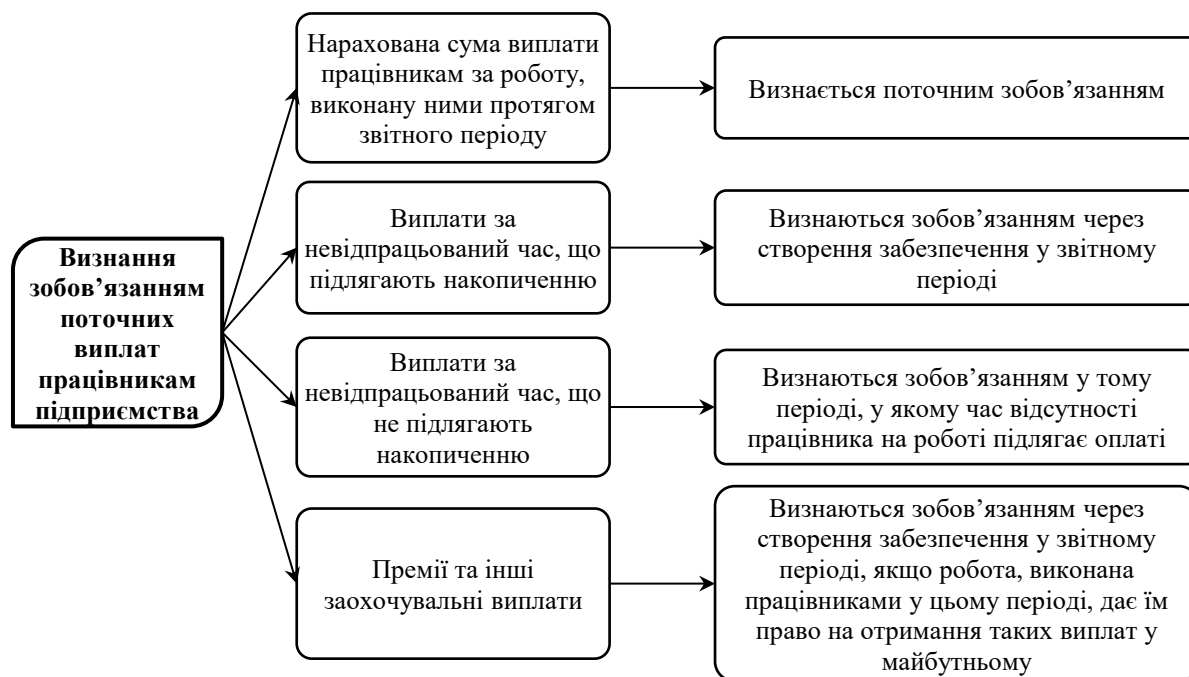 Визнання
зобов’язанням
поточних
виплат
працівникам
підприємства
Нарахована сума виплати
працівникам за роботу,
виконану ними протягом
звітного періоду
Визнається поточним зобов’язанням
Виплати за
невідпрацьований час, що
підлягають накопиченню
Визнаються зобов’язанням через
створення забезпечення у звітному
періоді
Виплати за
невідпрацьований час, що
не підлягають
накопиченню
Визнаються зобов’язанням у тому
періоді, у якому час відсутності
працівника на роботі підлягає оплаті
Премії та інші
заохочувальні виплати
Визнаються зобов’язанням через
створення забезпечення у звітному
періоді, якщо робота, виконана
працівниками у цьому періоді, дає їм
право на отримання таких виплат у
майбутньому